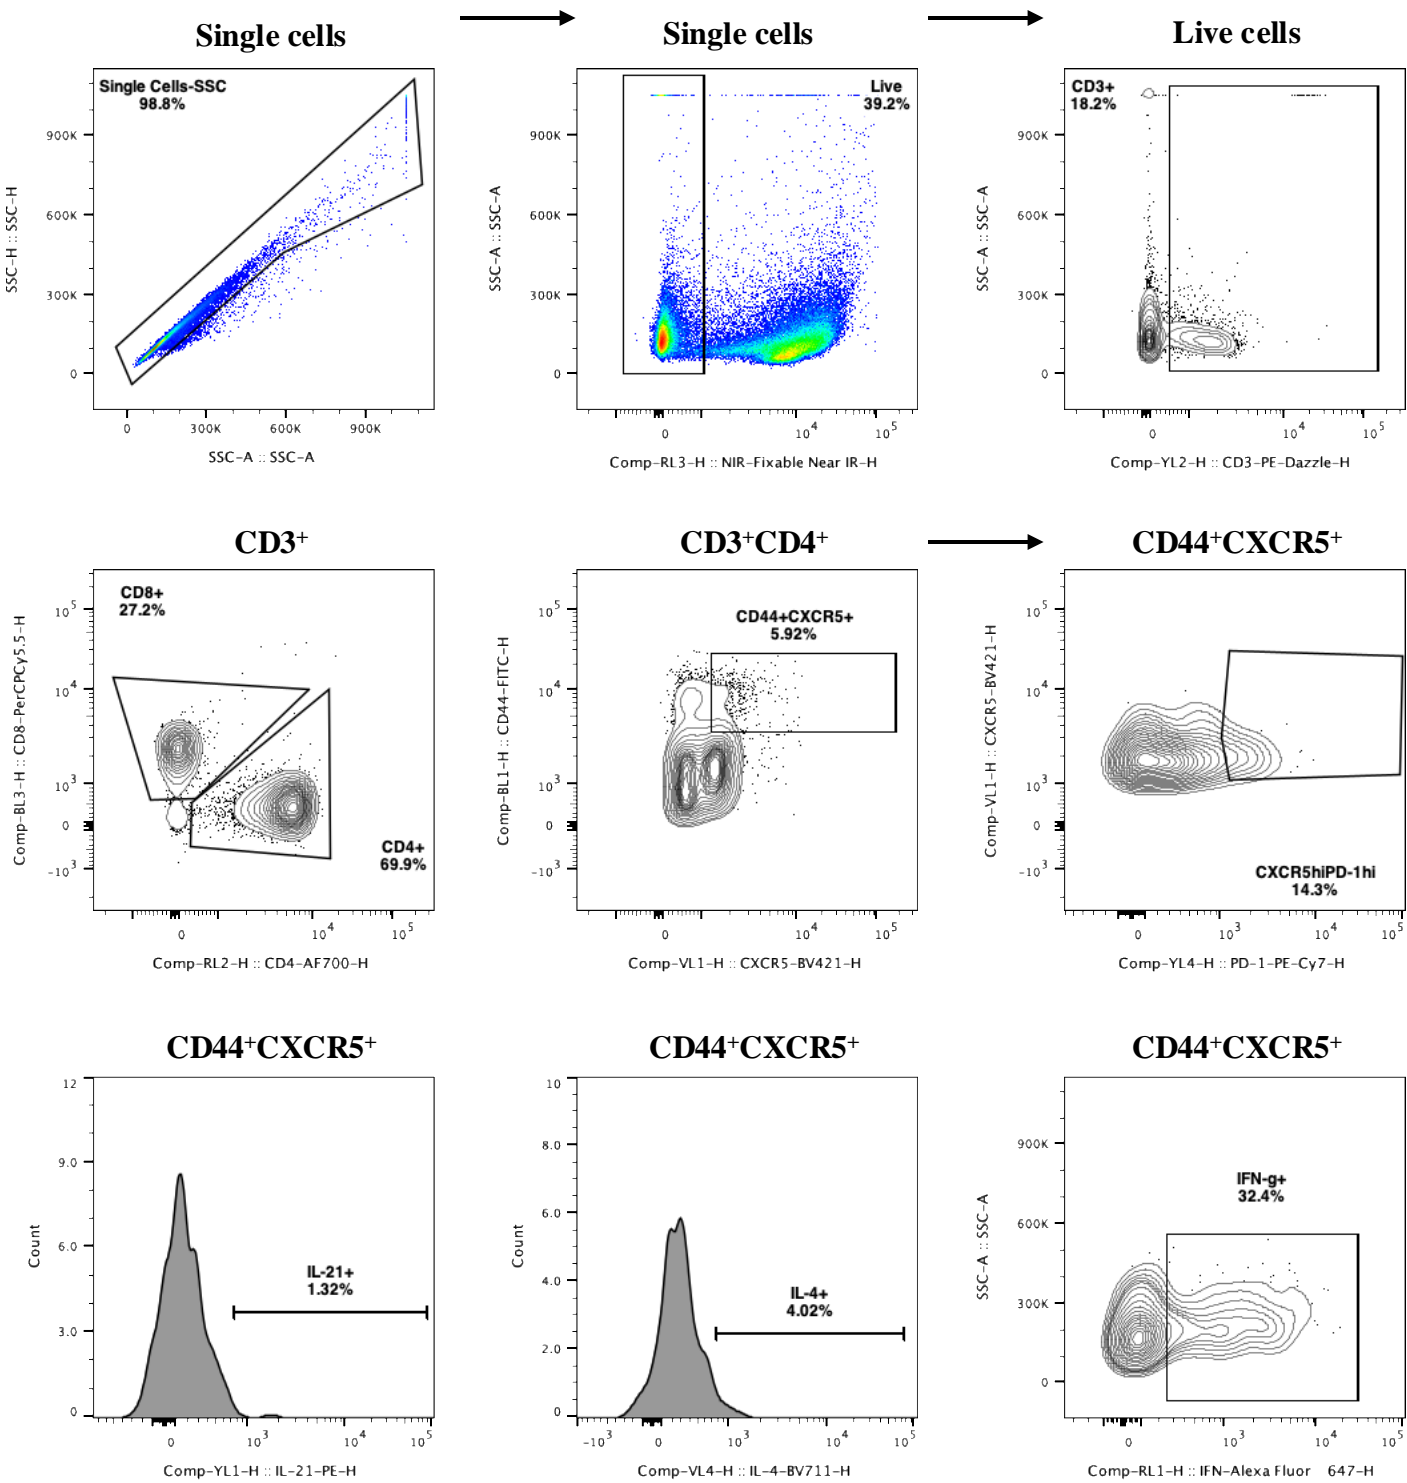 Single cells
Single cells
Live cells
Single Cells-SSC
98.8%
900K
600K
300K
0
SSC-H :: SSC-H
0
300K
600K
900K
SSC-A :: SSC-A
Live
39.2%
900K
600K
300K
0
SSC-A :: SSC-A
0
10^4
10^5
Comp-RL3-H :: NIR-Fixable Near IR-H
CD3+
18.2%
900K
600K
300K
0
SSC-A :: SSC-A
0
10^4
10^5
Comp-YL2-H :: CD3-PE-Dazzle-H
CD3⁺
CD3⁺CD4⁺
CD44⁺CXCR5⁺
CD8+
27.2%
CD4+
69.9%
10^5
10^4
10^3
0
-10^3
Comp-BL3-H :: CD8-PerCPCy5.5-H
0
10^4
10^5
Comp-RL2-H :: CD4-AF700-H
CD44+CXCR5+
5.92%
10^5
10^4
10^3
0
-10^3
Comp-BL1-H :: CD44-FITC-H
0
10^4
10^5
Comp-VL1-H :: CXCR5-BV421-H
CXCR5hiPD-1hi
14.3%
10^5
10^4
10^3
0
-10^3
Comp-VL1-H :: CXCR5-BV421-H
0
10^3
10^4
10^5
Comp-YL4-H :: PD-1-PE-Cy7-H
CD44⁺CXCR5⁺
CD44⁺CXCR5⁺
CD44⁺CXCR5⁺
IL-21+
1.32%
12
9.0
6.0
3.0
0
Count
0
10^3
10^4
10^5
Comp-YL1-H :: IL-21-PE-H
IL-4+
4.02%
10
8.0
6.0
4.0
2.0
0
Count
-10^3
0
10^3
10^4
10^5
Comp-VL4-H :: IL-4-BV711-H
IFN-g+
32.4%
900K
600K
300K
0
SSC-A :: SSC-A
0
10^3
10^4
10^5
Comp-RL1-H :: IFN-Alexa Fluor 647-H